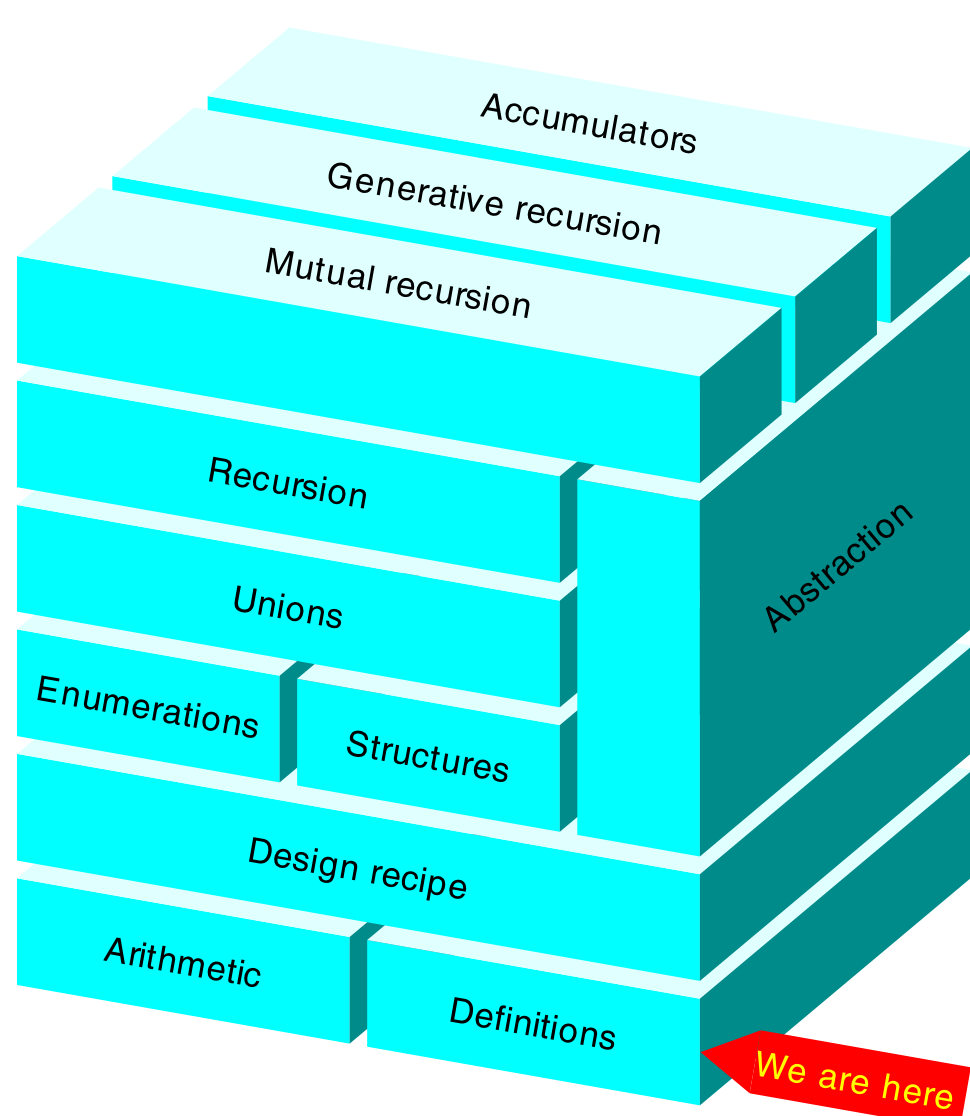 Accumulators
Generative recursion
Mutual recursion
Recursion
Abstraction
Unions
Enumerations
Structures
Design recipe
Arithmetic
Definitions
We are here